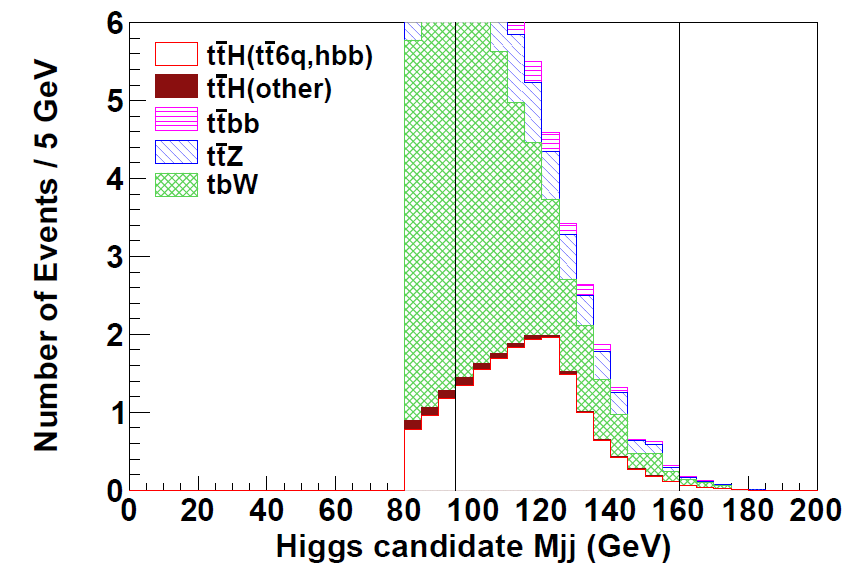 Number of Events / 5 GeV
6
5
4
3
2
1
0
tt̄H(tt̄6q,hbb)
tt̄H(other)
tt̄bb
tt̄Z
tbW
0 20 40 60 80 100 120 140 160 180 200
Higgs candidate Mjj (GeV)